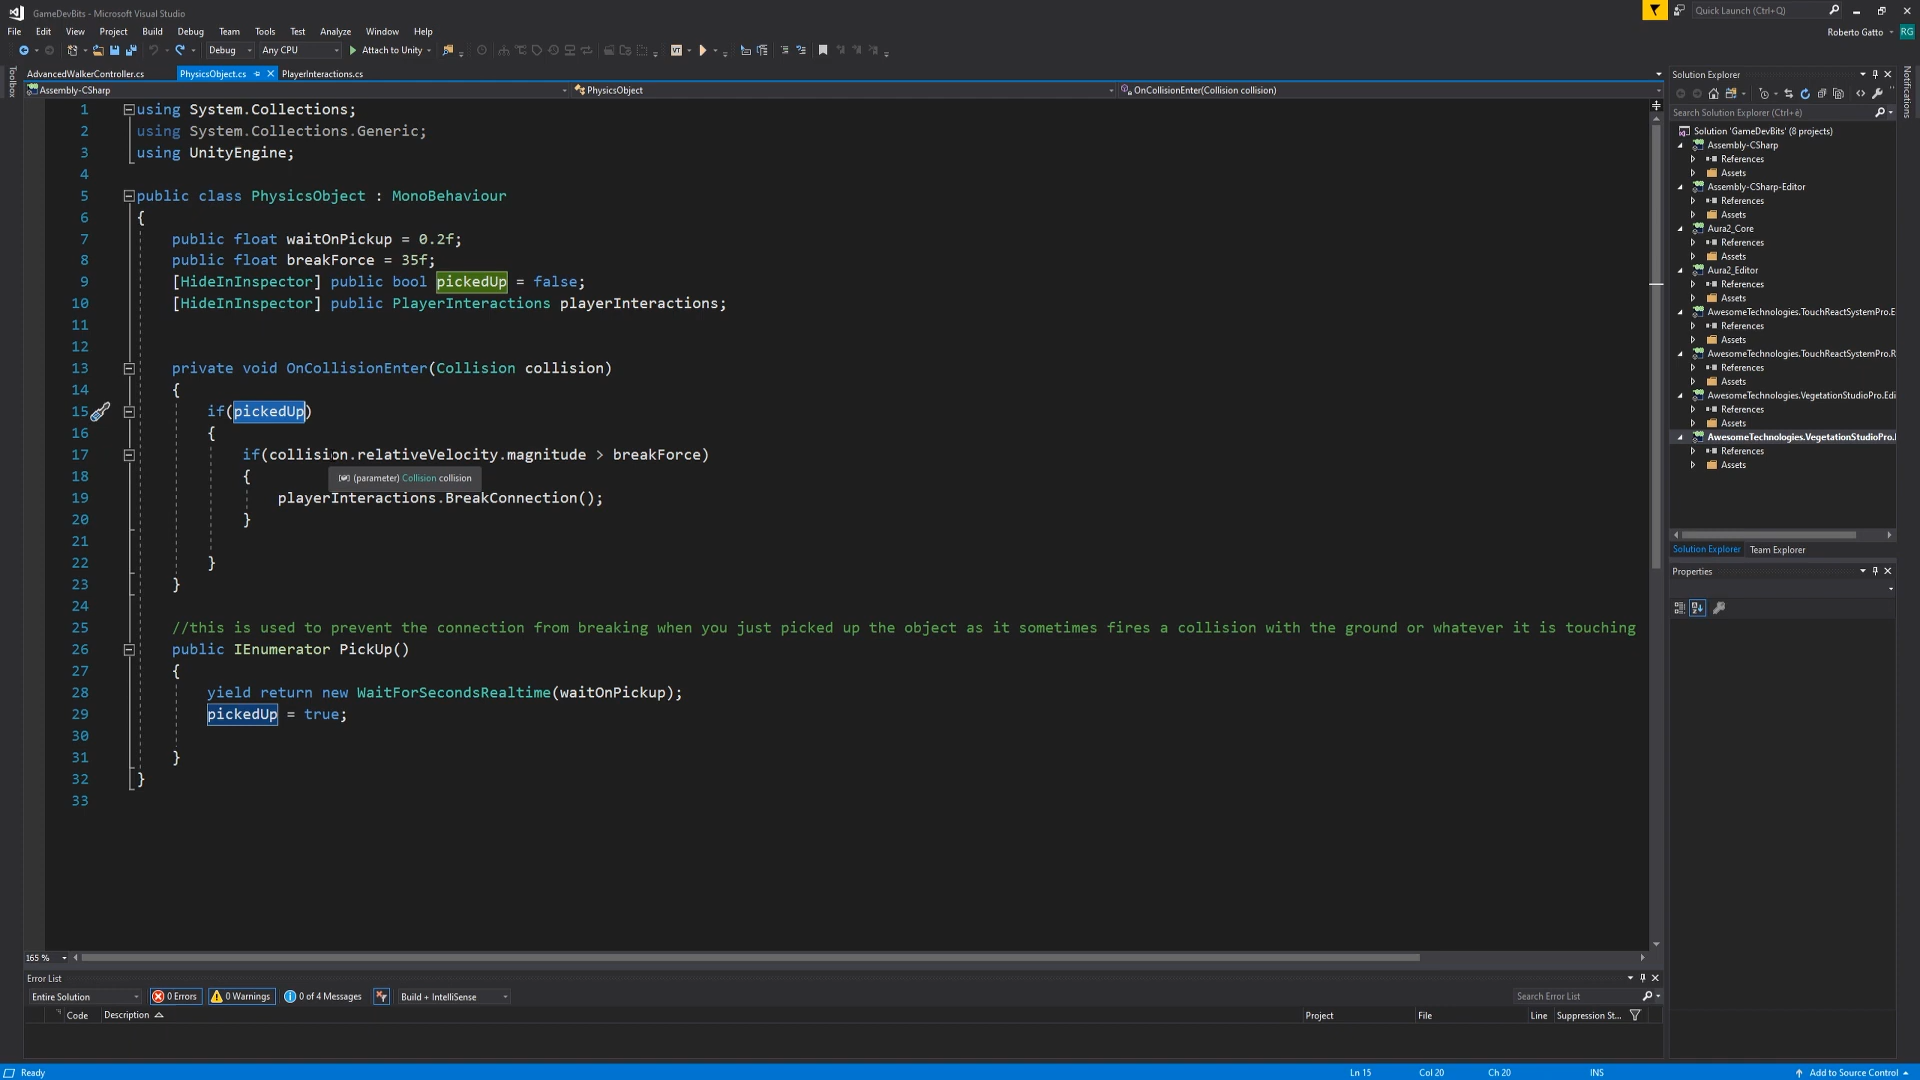 GameDevBits - Microsoft Visual Studio
Quick Launch (Ctrl+Q)
File Edit View Project Build Debug Team Tools Test Analyze Window Help
Roberto Gatto RG
Debug Any CPU Attach to Unity
Toolbox
AdvancedWalkerController.cs PhysicsObject.cs PlayerInteractions.cs
Assembly-CSharp PhysicsObject OnCollisionEnter(Collision collision)
1 using System.Collections;
2 using System.Collections.Generic;
3 using UnityEngine;
4
5 public class PhysicsObject : MonoBehaviour
6 {
7 public float waitOnPickup = 0.2f;
8 public float breakForce = 35f;
9 [HideInInspector] public bool pickedUp = false;
10 [HideInInspector] public PlayerInteractions playerInteractions;
11
12
13 private void OnCollisionEnter(Collision collision)
14 {
15 if(pickedUp)
16 {
17 if(collision.relativeVelocity.magnitude > breakForce)
18 {
(parameter) Collision collision
19 playerInteractions.BreakConnection();
20 }
21
22 }
23 }
24
25 //this is used to prevent the connection from breaking when you just picked up the object as it sometimes fires a collision with the ground or whatever it is touching
26 public IEnumerator PickUp()
27 {
28 yield return new WaitForSecondsRealtime(waitOnPickup);
29 pickedUp = true;
30
31 }
32 }
33
165 %
Error List
Entire Solution 0 Errors 0 Warnings 0 of 4 Messages Build + IntelliSense Search Error List
Code Description Project File Line Suppression St...
Ready Ln 15 Col 20 Ch 20 INS Add to Source Control
Solution Explorer
Search Solution Explorer (Ctrl+è)
Solution 'GameDevBits' (8 projects)
Assembly-CSharp
References
Assets
Assembly-CSharp-Editor
References
Assets
Aura2_Core
References
Assets
Aura2_Editor
References
Assets
AwesomeTechnologies.TouchReactSystemPro.E
References
Assets
AwesomeTechnologies.TouchReactSystemPro.R
References
Assets
AwesomeTechnologies.VegetationStudioPro.Edi
References
Assets
AwesomeTechnologies.VegetationStudioPro.
References
Assets
Solution Explorer Team Explorer
Properties
Notifications